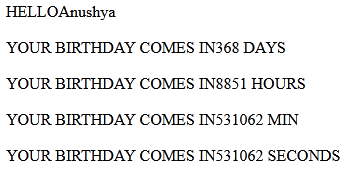 HELLOAnushya
YOUR BIRTHDAY COMES IN368 DAYS
YOUR BIRTHDAY COMES IN8851 HOURS
YOUR BIRTHDAY COMES IN531062 MIN
YOUR BIRTHDAY COMES IN531062 SECONDS